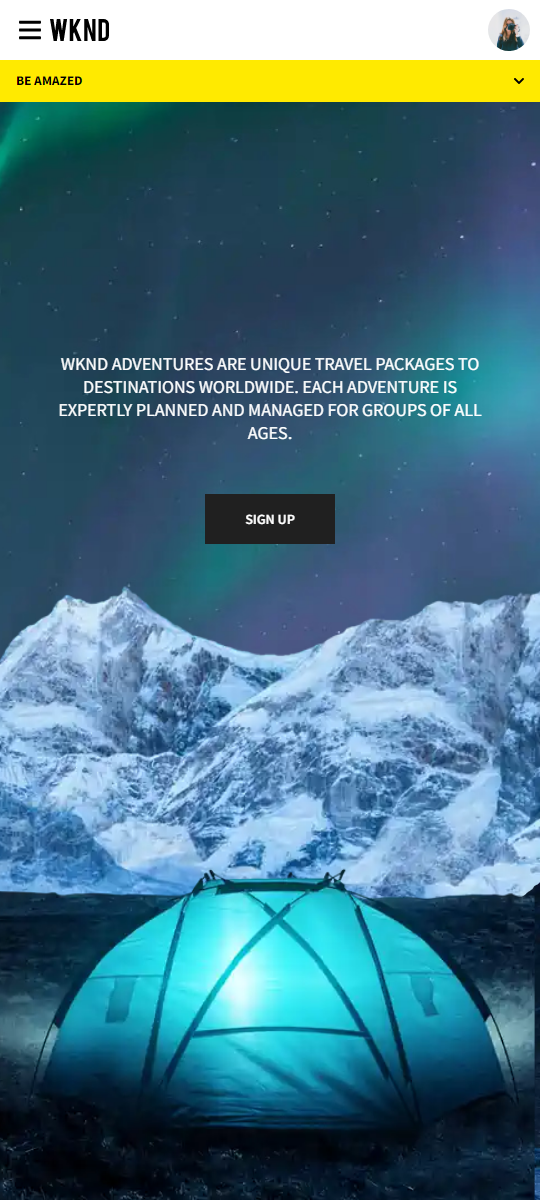 WKND
BE AMAZED
WKND ADVENTURES ARE UNIQUE TRAVEL PACKAGES TO
DESTINATIONS WORLDWIDE. EACH ADVENTURE IS
EXPERTLY PLANNED AND MANAGED FOR GROUPS OF ALL
AGES.
SIGN UP